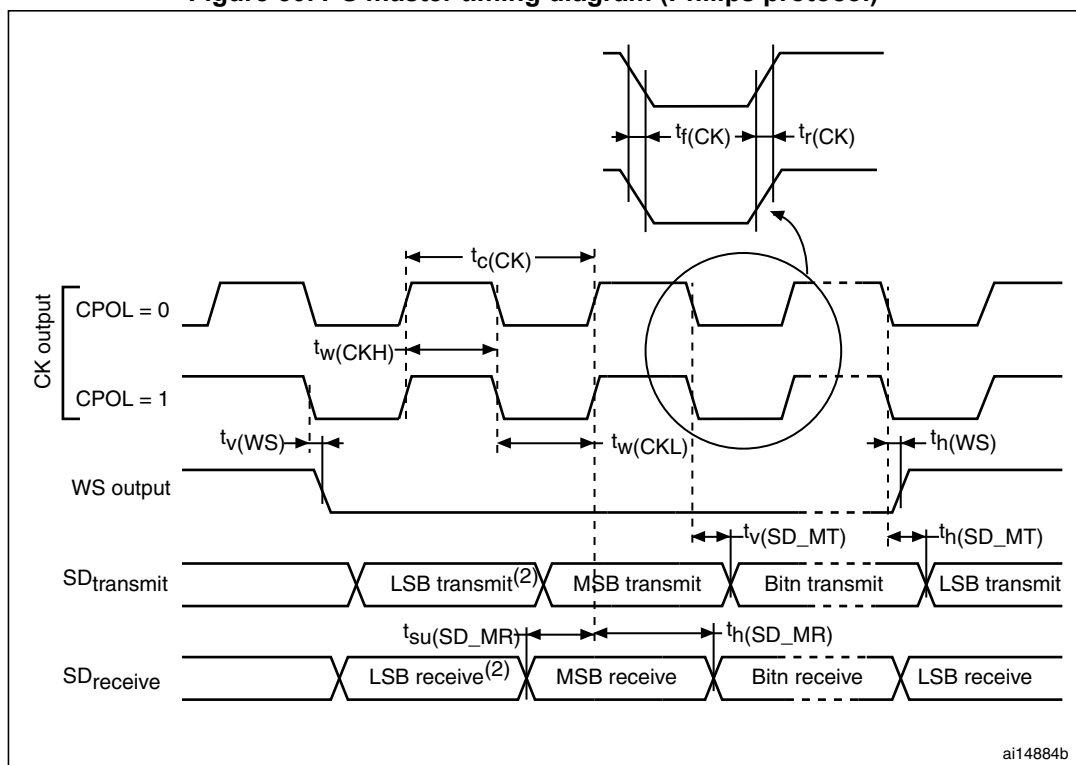 tf(CK) tr(CK)
tc(CK)
CK output
CPOL = 0
tw(CKH)
CPOL = 1
tv(WS) tw(CKL) th(WS)
WS output
tv(SD_MT) th(SD_MT)
SDtransmit LSB transmit(2) MSB transmit Bitn transmit LSB transmit
tsu(SD_MR) th(SD_MR)
SDreceive LSB receive(2) MSB receive Bitn receive LSB receive
ai14884b